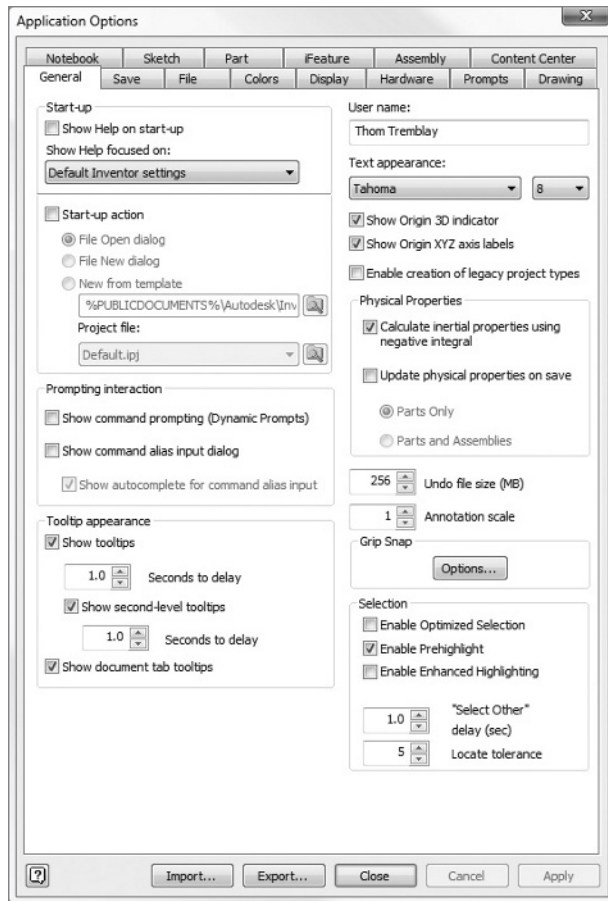 Application Options
Notebook Sketch Part iFeature Assembly Content Center
General Save File Colors Display Hardware Prompts Drawing
Start-up
Show Help on start-up
Show Help focused on:
Default Inventor settings
Start-up action
File Open dialog
File New dialog
New from template
%PUBLICDOCUMENTS%\Autodesk\Inv
Project file:
Default.ipj
Prompting interaction
Show command prompting (Dynamic Prompts)
Show command alias input dialog
Show autocomplete for command alias input
Tooltip appearance
Show tooltips
1.0 Seconds to delay
Show second-level tooltips
1.0 Seconds to delay
Show document tab tooltips
User name:
Thom Tremblay
Text appearance:
Tahoma 8
Show Origin 3D indicator
Show Origin XYZ axis labels
Enable creation of legacy project types
Physical Properties
Calculate inertial properties using
negative integral
Update physical properties on save
Parts Only
Parts and Assemblies
256 Undo file size (MB)
1 Annotation scale
Grip Snap
Options...
Selection
Enable Optimized Selection
Enable Prehighlight
Enable Enhanced Highlighting
1.0 "Select Other"
delay (sec)
5 Locate tolerance
Import... Export... Close Cancel Apply